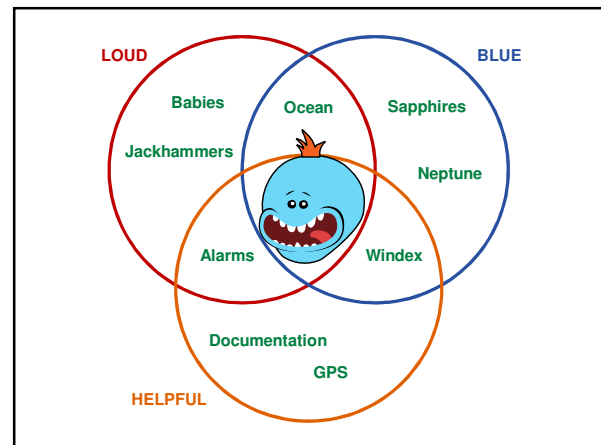 LOUD
BLUE
Babies
Ocean
Sapphires
Jackhammers
Neptune
Alarms
Windex
Documentation
GPS
HELPFUL